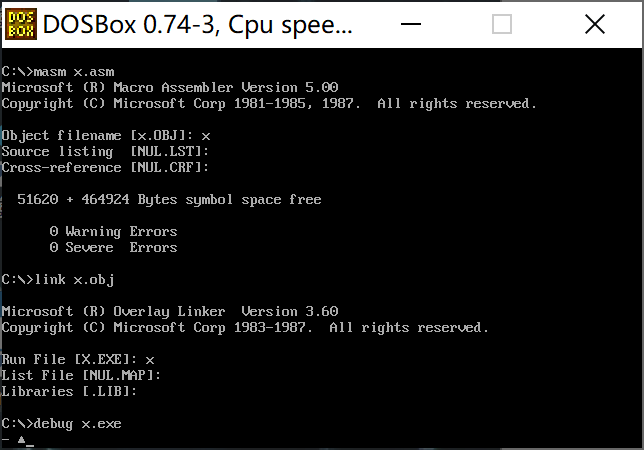 DOS BOX DOSBox 0.74-3, Cpu spee...
C:\>masm x.asm
Microsoft (R) Macro Assembler Version 5.00
Copyright (C) Microsoft Corp 1981-1985, 1987.  All rights reserved.
Object filename [x.OBJ]: x
Source listing  [NUL.LST]:
Cross-reference [NUL.CRF]:
51620 + 464924 Bytes symbol space free
0 Warning Errors
0 Severe  Errors
C:\>link x.obj
Microsoft (R) Overlay Linker  Version 3.60
Copyright (C) Microsoft Corp 1983-1987.  All rights reserved.
Run File [X.EXE]: x
List File [NUL.MAP]:
Libraries [.LIB]:
C:\>debug x.exe
- ▲_